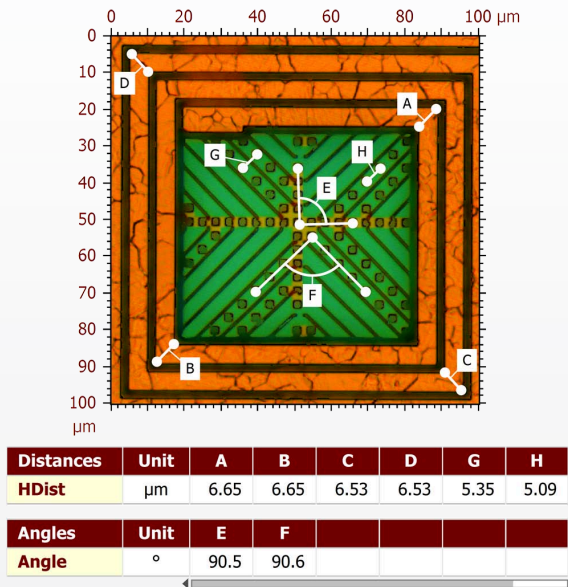 0 20 40 60 80 100 µm
0
10
20
30
40
50
60
70
80
90
100
µm
D
A
G
H
E
F
B
C
Distances Unit A B C D G H
HDist µm 6.65 6.65 6.53 6.53 5.35 5.09
Angles Unit E F
Angle ° 90.5 90.6